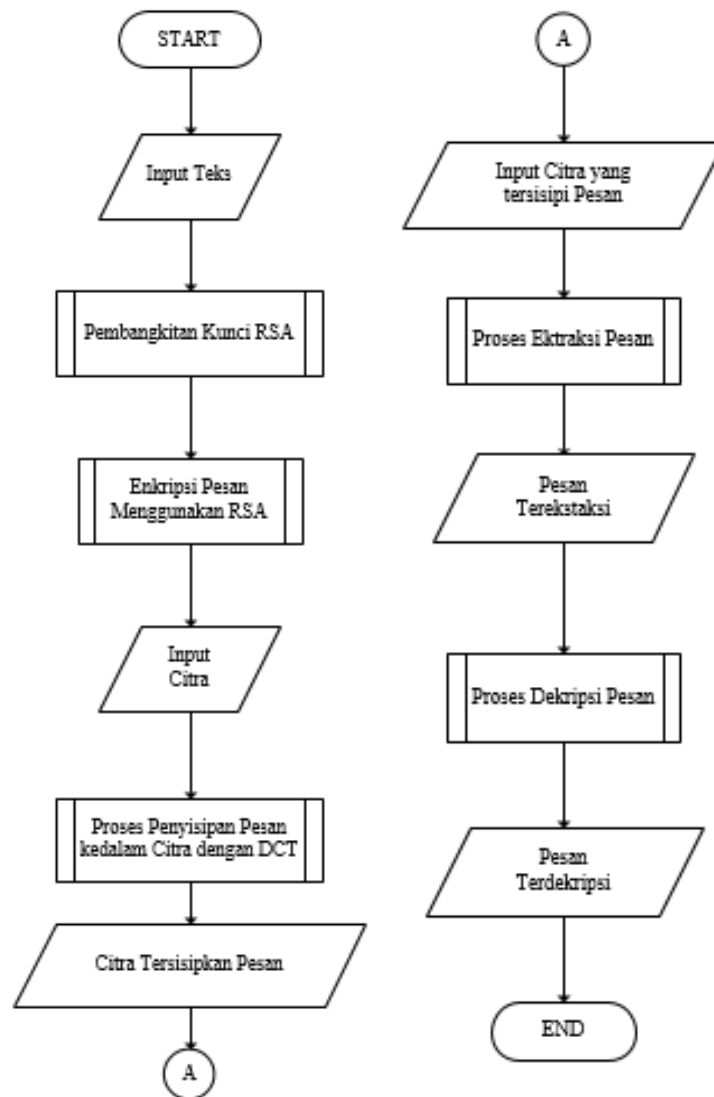 START
Input Teks
Pembangkitan Kunci RSA
Enkripsi Pesan
Menggunakan RSA
Input
Citra
Proses Penyisipan Pesan
kedalam Citra dengan DCT
Citra Tersisipkan Pesan
A
A
Input Citra yang
tersisipi Pesan
Proses Ektraksi Pesan
Pesan
Terekstaksi
Proses Dekripsi Pesan
Pesan
Terdekripsi
END